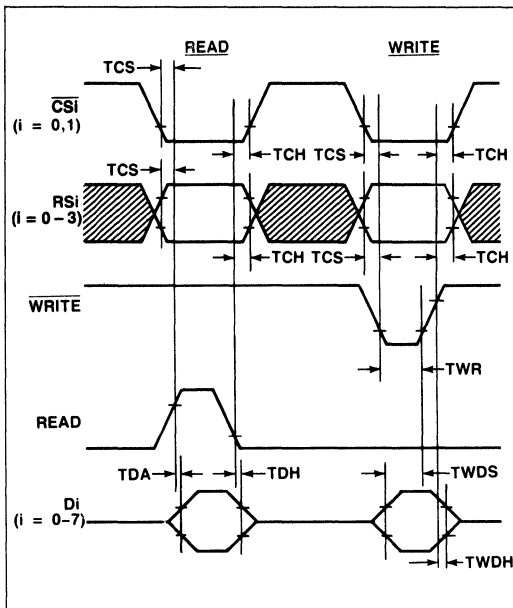 READ WRITE
TCS
CSi
(i = 0,1)
TCH TCS TCH
TCS
RSi
(i = 0 – 3)
TCH TCS TCH
WRITE
TWR
READ
TDA TDH TWDS
Di
(i = 0-7)
TWDH